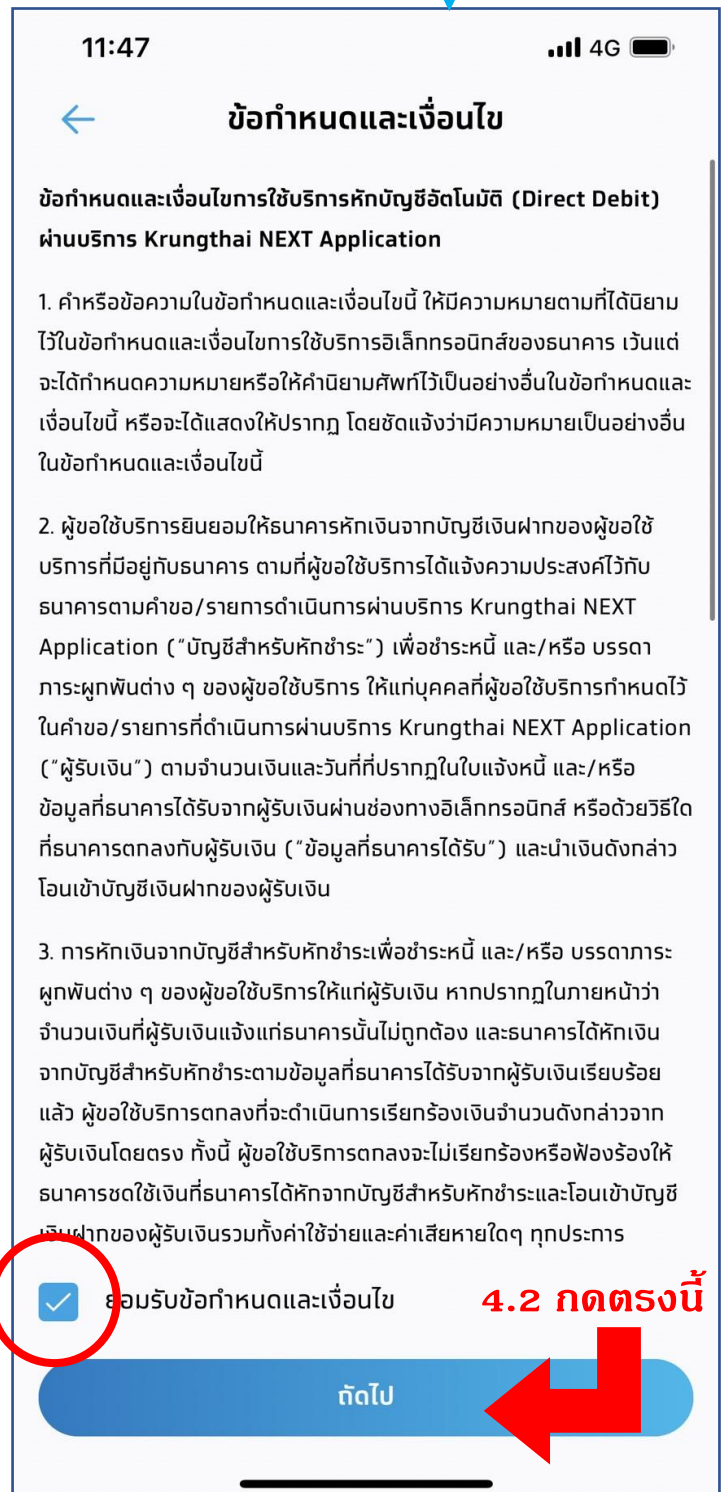 11:47 4G
ข้อกำหนดและเงื่อนไข
ข้อกำหนดและเงื่อนไขการใช้บริการหักบัญชีอัตโนมัติ (Direct Debit)
ผ่านบริการ Krungthai NEXT Application
1. คำหรือข้อความในข้อกำหนดและเงื่อนไขนี้ ให้มีความหมายตามที่ได้นิยาม
ไว้ในข้อกำหนดและเงื่อนไขการใช้บริการอิเล็กทรอนิกส์ของธนาคาร เว้นแต่
จะได้กำหนดความหมายหรือให้คำนิยามศัพท์ไว้เป็นอย่างอื่นในข้อกำหนดและ
เงื่อนไขนี้ หรือจะได้แสดงให้ปรากฏ โดยชัดแจ้งว่ามีความหมายเป็นอย่างอื่น
ในข้อกำหนดและเงื่อนไขนี้
2. ผู้ขอใช้บริการยินยอมให้ธนาคารหักเงินจากบัญชีเงินฝากของผู้ขอใช้
บริการที่มีอยู่กับธนาคาร ตามที่ผู้ขอใช้บริการได้แจ้งความประสงค์ไว้กับ
ธนาคารตามคำขอ/รายการดำเนินการผ่านบริการ Krungthai NEXT
Application (“บัญชีสำหรับหักชำระ”) เพื่อชำระหนี้ และ/หรือ บรรดา
ภาระผูกพันต่าง ๆ ของผู้ขอใช้บริการ ให้แก่บุคคลที่ผู้ขอใช้บริการกำหนดไว้
ในคำขอ/รายการที่ดำเนินการผ่านบริการ Krungthai NEXT Application
(“ผู้รับเงิน”) ตามจำนวนเงินและวันที่ที่ปรากฏในใบแจ้งหนี้ และ/หรือ
ข้อมูลที่ธนาคารได้รับจากผู้รับเงินผ่านช่องทางอิเล็กทรอนิกส์ หรือด้วยวิธีใด
ที่ธนาคารตกลงกับผู้รับเงิน (“ข้อมูลที่ธนาคารได้รับ”) และนำเงินดังกล่าว
โอนเข้าบัญชีเงินฝากของผู้รับเงิน
3. การหักเงินจากบัญชีสำหรับหักชำระเพื่อชำระหนี้ และ/หรือ บรรดาภาระ
ผูกพันต่าง ๆ ของผู้ขอใช้บริการให้แก่ผู้รับเงิน หากปรากฏในภายหน้าว่า
จำนวนเงินที่ผู้รับเงินแจ้งแก่ธนาคารนั้นไม่ถูกต้อง และธนาคารได้หักเงิน
จากบัญชีสำหรับหักชำระตามข้อมูลที่ธนาคารได้รับจากผู้รับเงินเรียบร้อย
แล้ว ผู้ขอใช้บริการตกลงที่จะดำเนินการเรียกร้องเงินจำนวนดังกล่าวจาก
ผู้รับเงินโดยตรง ทั้งนี้ ผู้ขอใช้บริการตกลงจะไม่เรียกร้องหรือฟ้องร้องให้
ธนาคารชดใช้เงินที่ธนาคารได้หักจากบัญชีสำหรับหักชำระและโอนเข้าบัญชี
เงินฝากของผู้รับเงินรวมทั้งค่าใช้จ่ายและค่าเสียหายใดๆ ทุกประการ
ยอมรับข้อกำหนดและเงื่อนไข
4.2 กดตรงนี้
ถัดไป